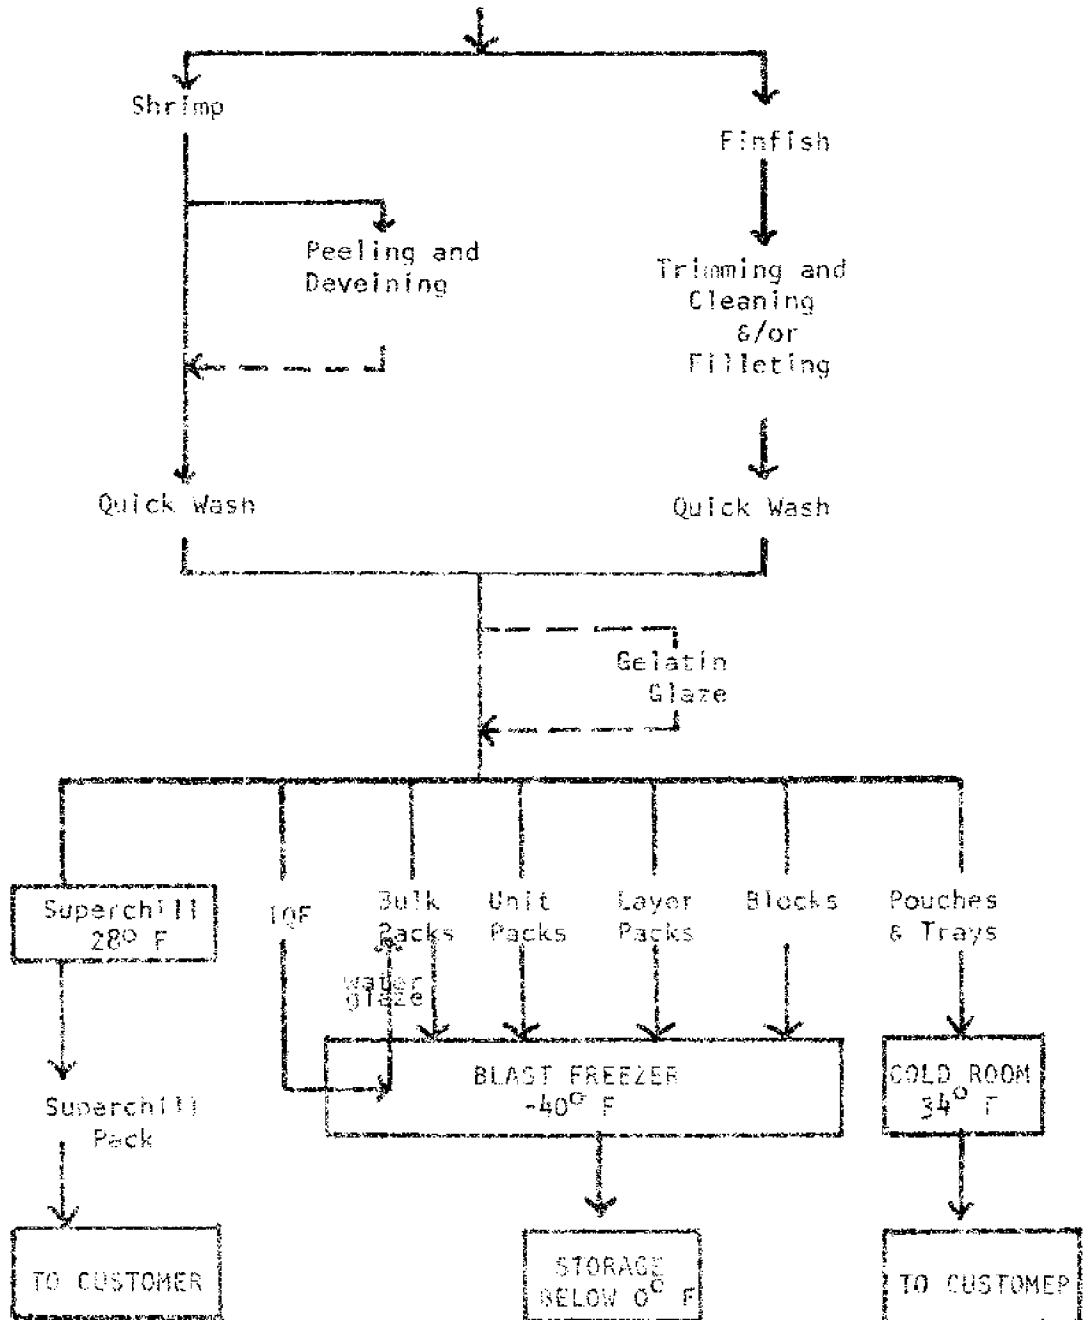 Shrimp
Finfish
Peeling and
Deveining
Trimming and
Cleaning
&/or
Filleting
Quick Wash
Quick Wash
Gelatin
Glaze
Superchill
28° F
IQF
Bulk
Packs
Unit
Packs
Layer
Packs
Blocks
Pouches
& Trays
water
glaze
BLAST FREEZER
-40° F
COLD ROOM
34° F
Superchill
Pack
TO CUSTOMER
STORAGE
BELOW 0° F
TO CUSTOMER